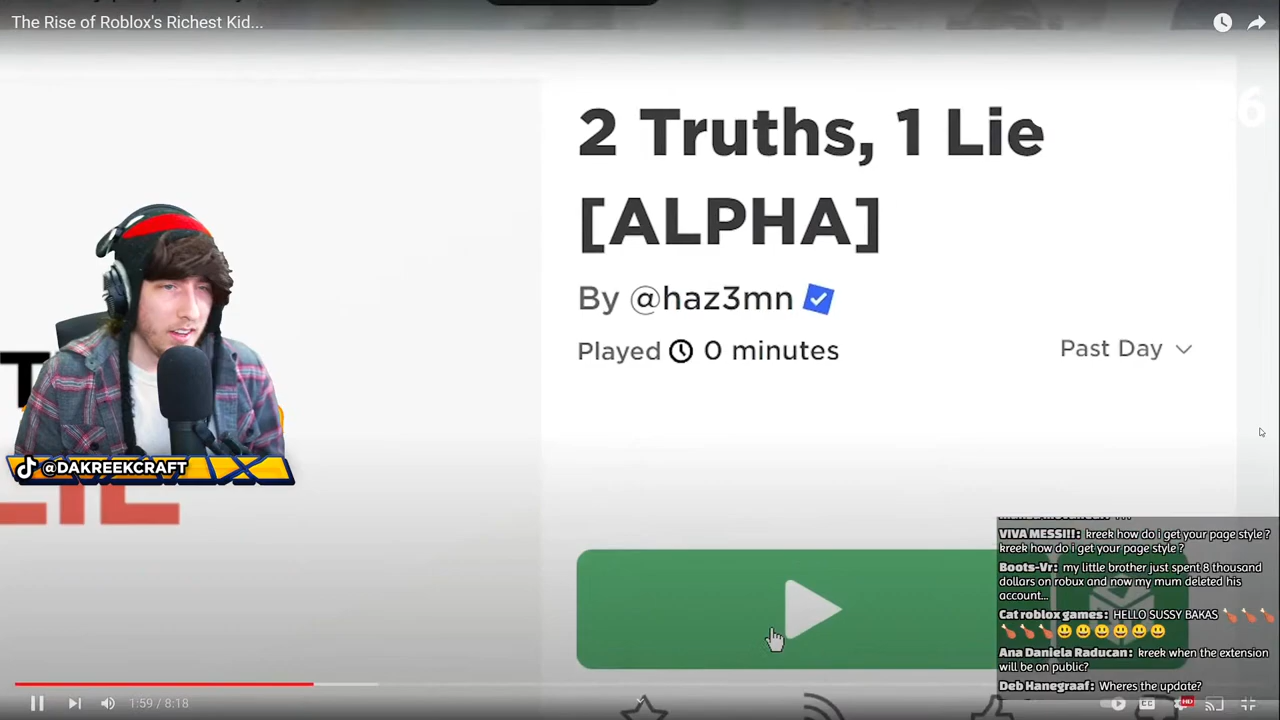 The Rise of Roblox's Richest Kid...
6
2 Truths, 1 Lie
[ALPHA]
By @haz3mn
Played 0 minutes
Past Day
T
@DAKREEKCRAFT
LIE
VIVA MESSI!!: kreek how do i get your page style ?
kreek how do i get your page style ?
Boots-Vr: my little brother just spent 8 thousand
dollars on robux and now my mum deleted his
account...
Cat roblox games: HELLO SUSSY BAKAS 🍗🍗🍗
🍗🍗🍗😃😃😃😃😃😃
Ana Daniela Raducan: kreek when the extension
will be on public?
Deb Hanegraaf: Wheres the update?
1:59 / 8:18
CC
HD